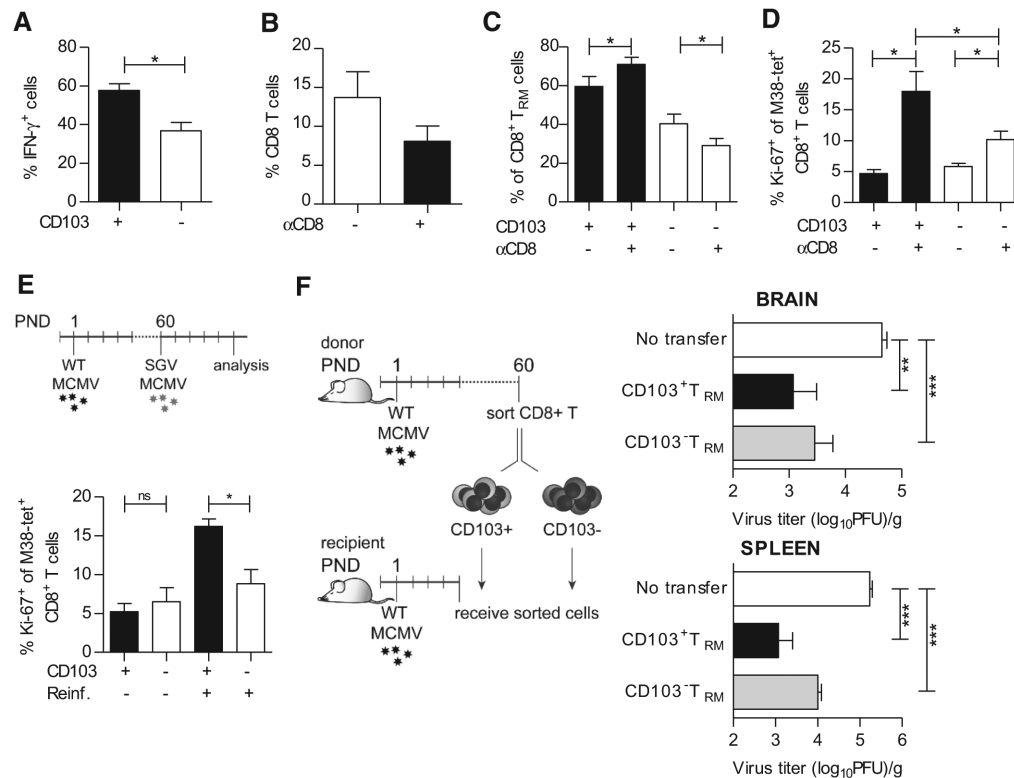 A
% IFN-γ+ cells
80
60
40
20
0
*
CD103
+
-
B
% CD8 T cells
20
15
10
5
0
αCD8
-
+
C
% of CD8+ TRM cells
80
60
40
20
0
*
*
CD103
+
+
-
-
αCD8
-
+
-
+
D
% Ki-67+ of M38-tet+
CD8+ T cells
25
20
15
10
5
0
*
*
*
CD103
+
+
-
-
αCD8
-
+
-
+
E
PND 1 60
WT
MCMV
SGV
MCMV
analysis
% Ki-67+ of M38-tet+
CD8+ T cells
20
15
10
5
0
ns
*
CD103
+
-
+
-
Reinf.
-
-
+
+
F
donor
PND 1 60
WT
MCMV
sort CD8+ T
CD103+
CD103-
recipient
PND 1
WT
MCMV
receive sorted cells
BRAIN
No transfer
CD103+T RM
CD103-T RM
**
***
2 3 4 5
Virus titer (log10PFU)/g
SPLEEN
No transfer
CD103+T RM
CD103-T RM
***
***
2 3 4 5 6
Virus titer (log10PFU)/g